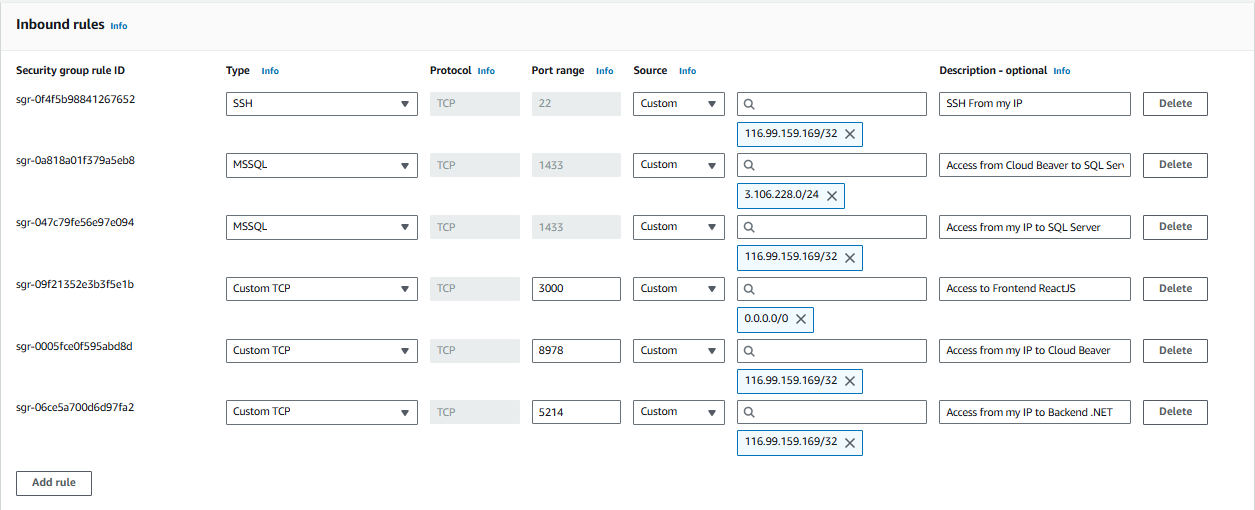 Inbound rules Info
Security group rule ID Type Info Protocol Info Port range Info Source Info Description - optional Info
sgr-0f4f5b98841267652 SSH TCP 22 Custom SSH From my IP Delete
116.99.159.169/32
sgr-0a818a01f379a5eb8 MSSQL TCP 1433 Custom Access from Cloud Beaver to SQL Serv Delete
3.106.228.0/24
sgr-047c79fe56e97e094 MSSQL TCP 1433 Custom Access from my IP to SQL Server Delete
116.99.159.169/32
sgr-09f21352e3b3f5e1b Custom TCP TCP 3000 Custom Access to Frontend ReactJS Delete
0.0.0.0/0
sgr-0005fce0f595abd8d Custom TCP TCP 8978 Custom Access from my IP to Cloud Beaver Delete
116.99.159.169/32
sgr-06ce5a700d6d97fa2 Custom TCP TCP 5214 Custom Access from my IP to Backend .NET Delete
116.99.159.169/32
Add rule